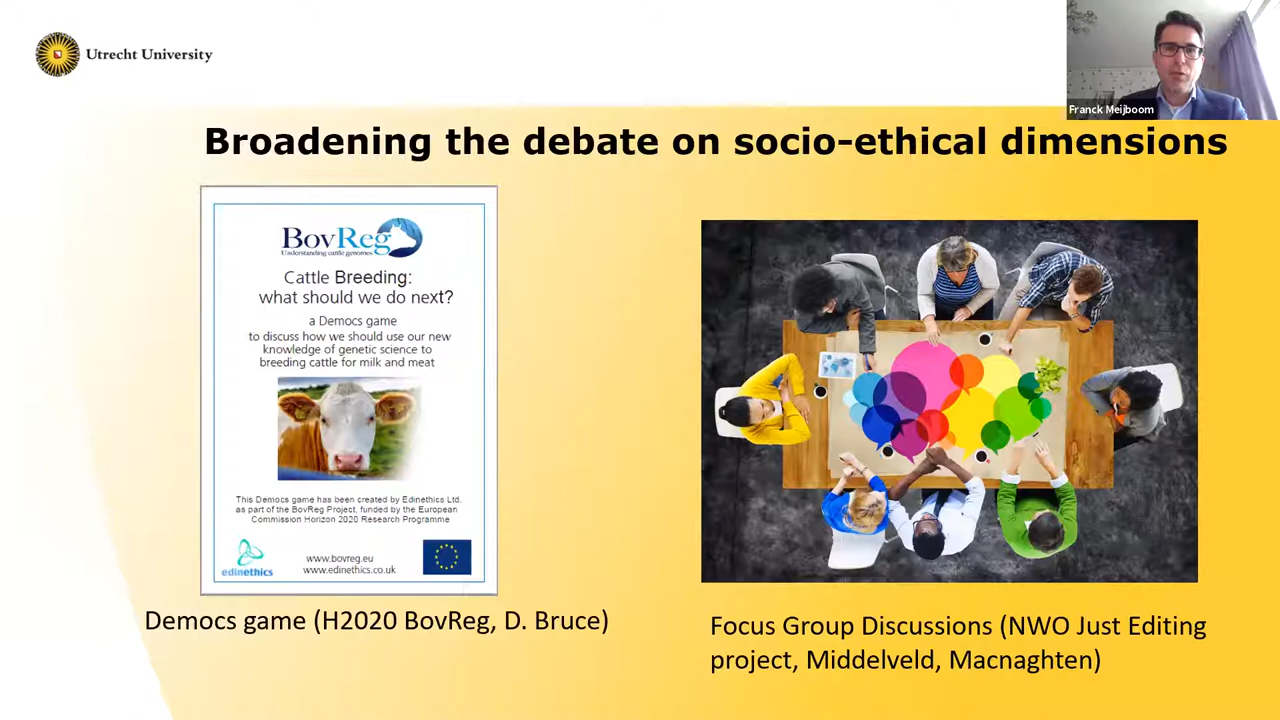 Utrecht University
Franck Meijboom
Broadening the debate on socio-ethical dimensions
BovReg
Understanding cattle genomes
Cattle Breeding:
what should we do next?
a Democs game
to discuss how we should use our new
knowledge of genetic science to
breeding cattle for milk and meat
This Democs game has been created by Edinethics Ltd.
as part of the BovReg Project, funded by the European
Commission Horizon 2020 Research Programme
edinethics
www.bovreg.eu
www.edinethics.co.uk
Democs game (H2020 BovReg, D. Bruce)
Focus Group Discussions (NWO Just Editing
project, Middelveld, Macnaghten)